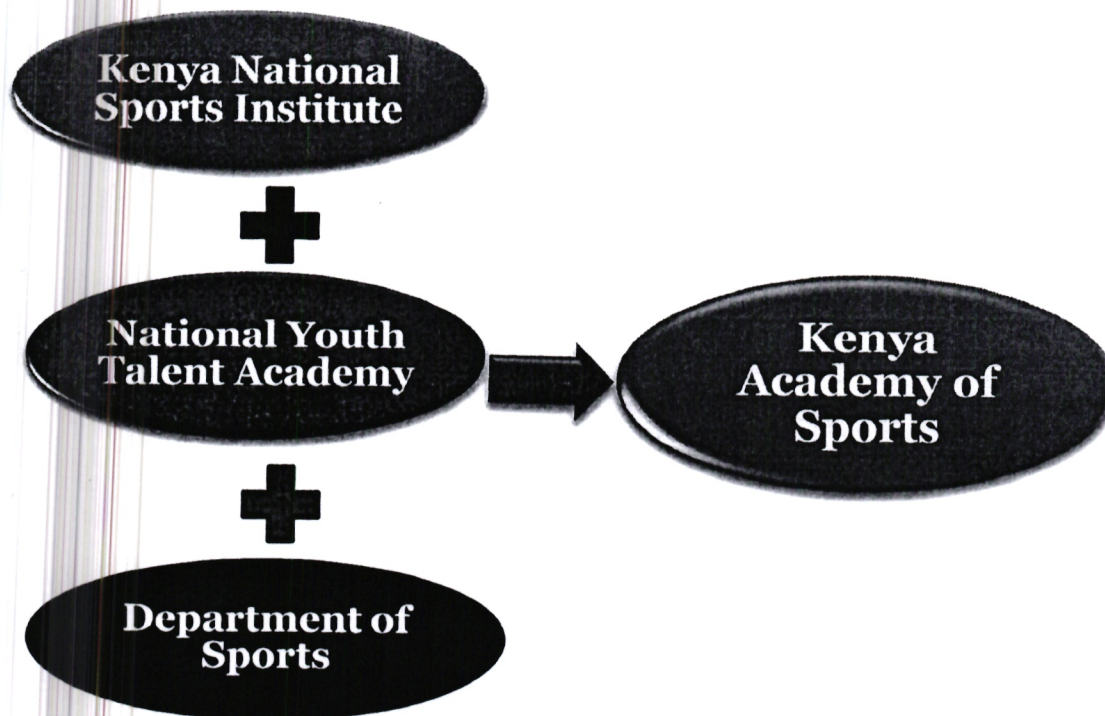 Kenya National
Sports Institute
National Youth
Talent Academy
Kenya
Academy of
Sports
Department of
Sports